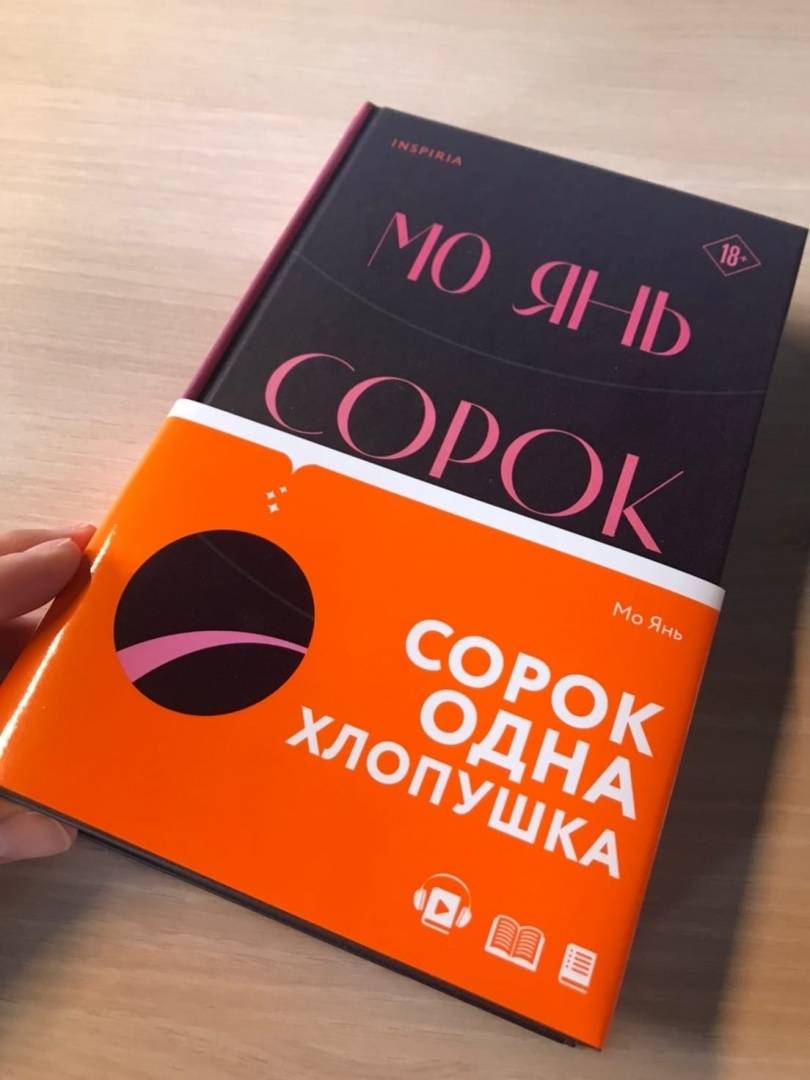 INSPIRIA
МО ЯНЬ
18+
СОРОК
Мо Янь
СОРОК
ОДНА
ХЛОПУШКА